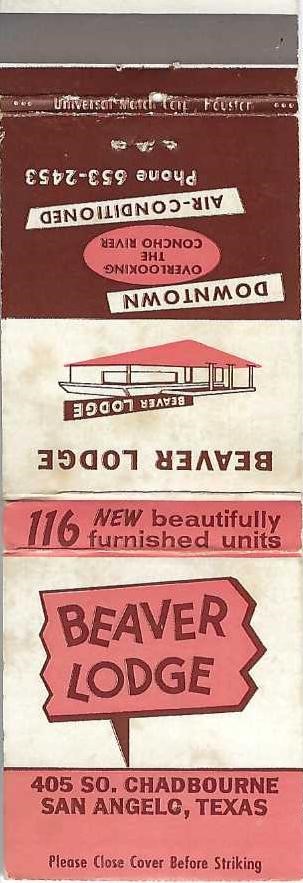 Universal Match Corp., Houston
Phone 653-2453
AIR-CONDITIONED
OVERLOOKING
THE
CONCHO RIVER
DOWNTOWN
BEAVER LODGE
BEAVER LODGE
116 NEW beautifully
furnished units
BEAVER
LODGE
405 SO. CHADBOURNE
SAN ANGELO, TEXAS
Please Close Cover Before Striking